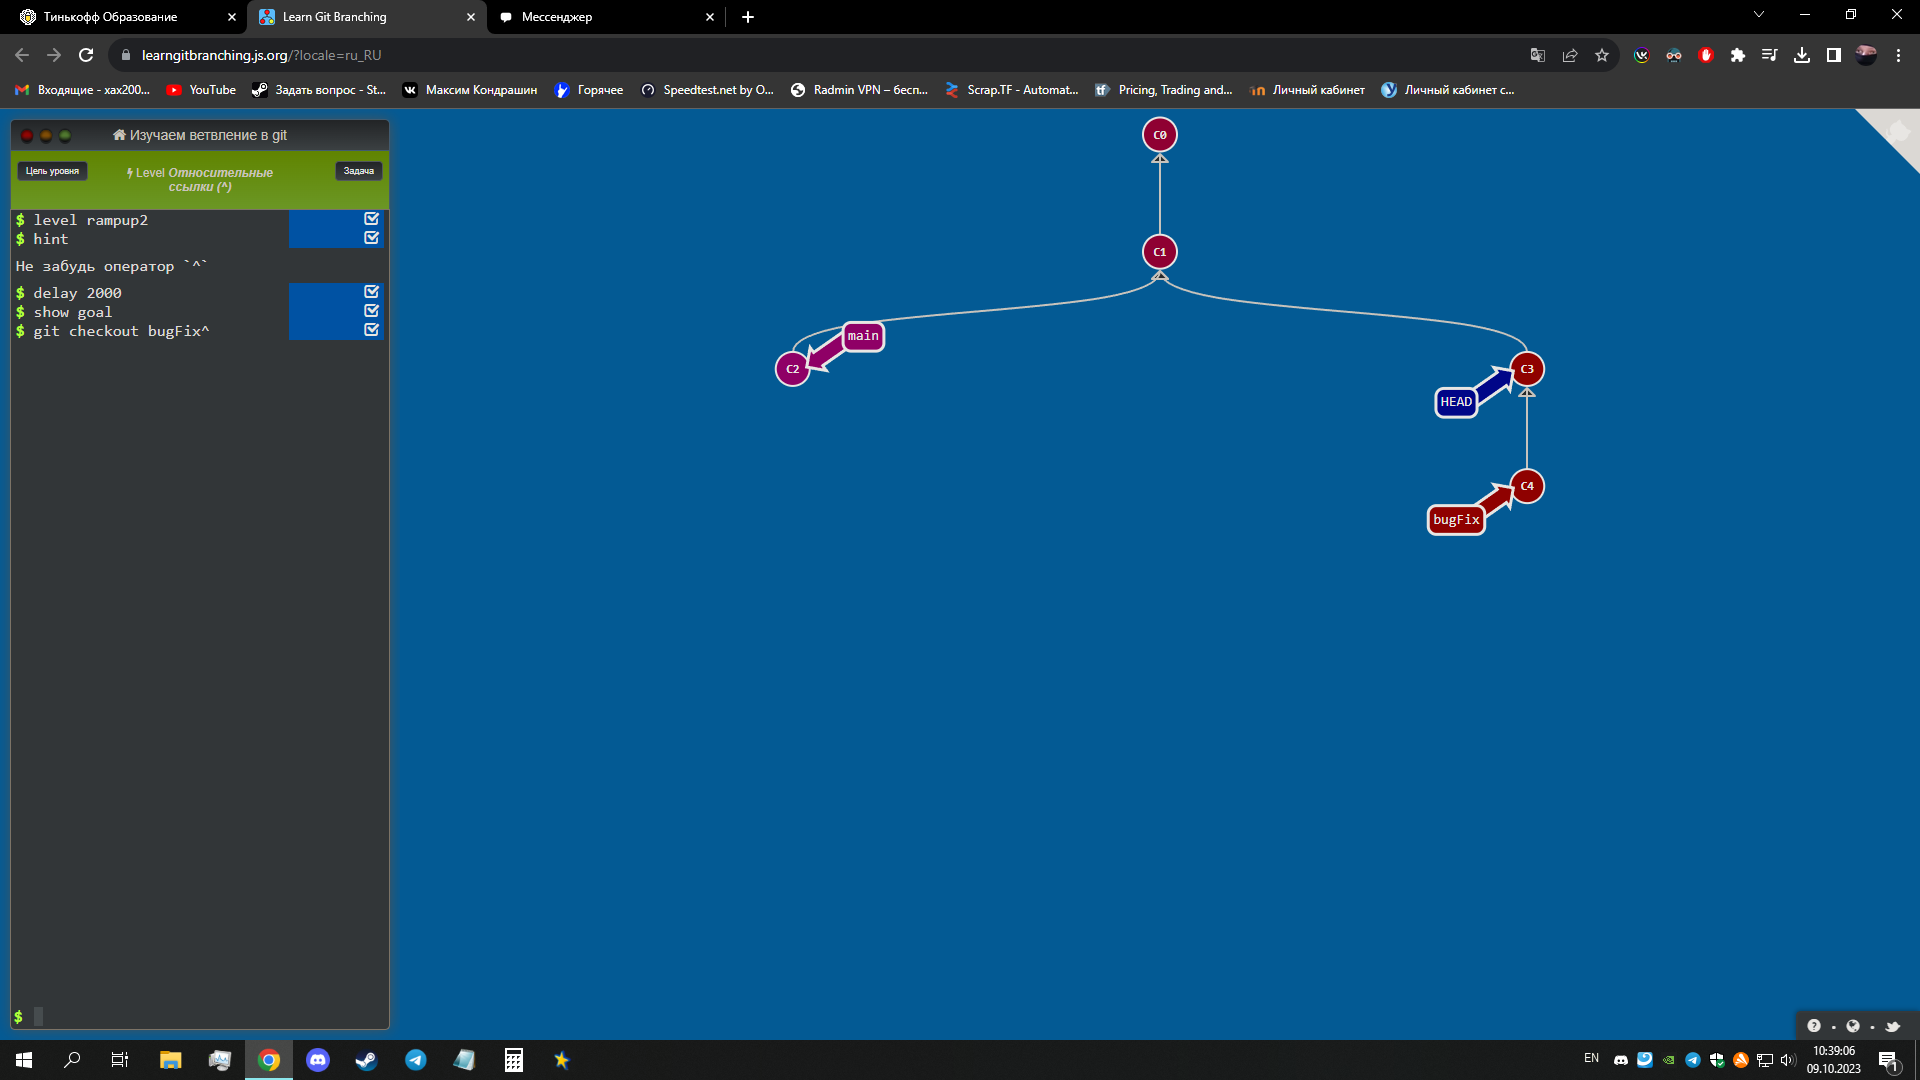 Тинькофф Образование
Learn Git Branching
Мессенджер
learngitbranching.js.org/?locale=ru_RU
Входящие - xax200...
YouTube
Задать вопрос - St...
Максим Кондрашин
Горячее
Speedtest.net by O...
Radmin VPN – бесп...
Scrap.TF - Automat...
Pricing, Trading and...
Личный кабинет
Личный кабинет с...
Изучаем ветвление в git
Цель уровня
Level Относительные
ссылки (^)
Задача
$ level rampup2
$ hint
Не забудь оператор `^`
$ delay 2000
$ show goal
$ git checkout bugFix^
$
C0
C1
main
C2
C3
HEAD
C4
bugFix
EN
10:39:06
09.10.2023
1